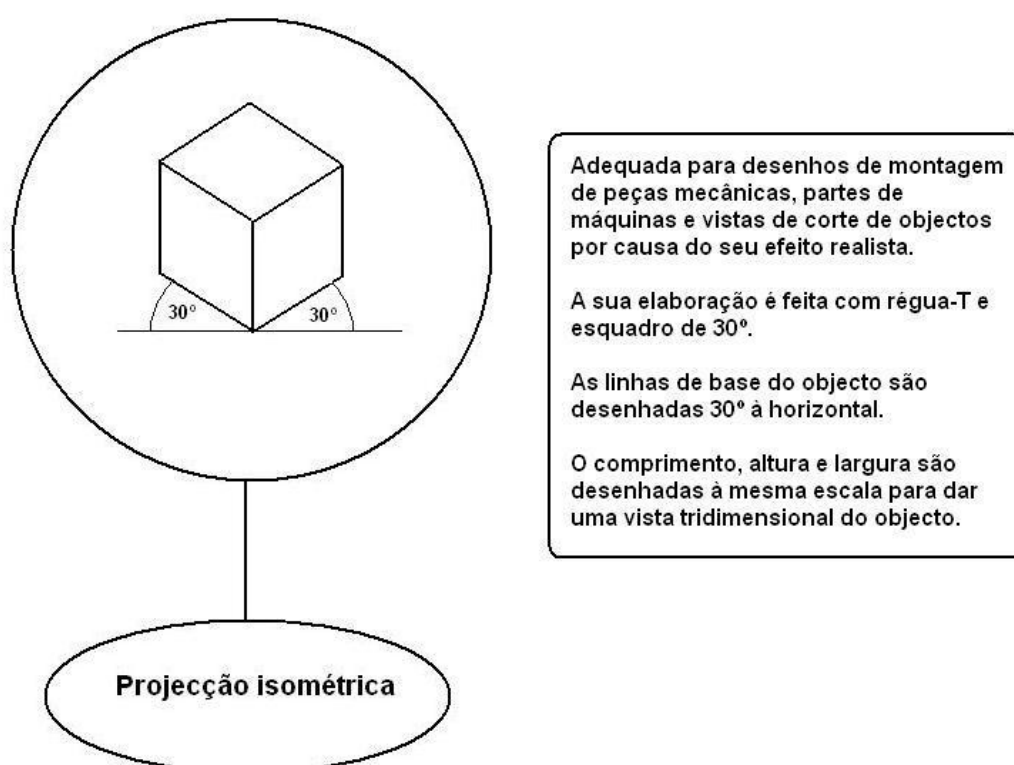 30º
30º
Projecção isométrica
Adequada para desenhos de montagem
de peças mecânicas, partes de
máquinas e vistas de corte de objectos
por causa do seu efeito realista.
A sua elaboração é feita com régua-T e
esquadro de 30º.
As linhas de base do objecto são
desenhadas 30º à horizontal.
O comprimento, altura e largura são
desenhadas à mesma escala para dar
uma vista tridimensional do objecto.